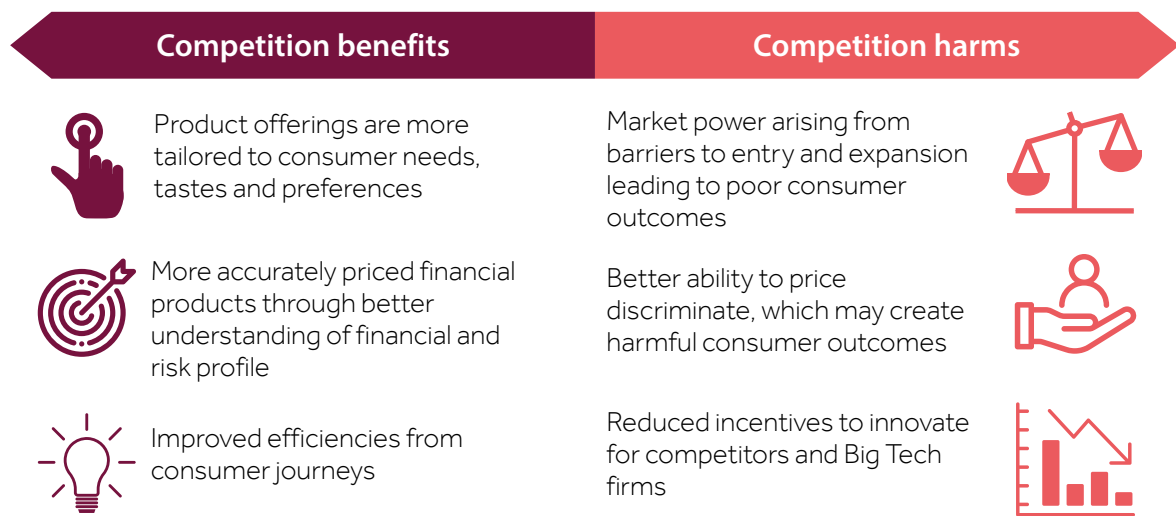 Competition benefits
Competition harms
Product offerings are more
tailored to consumer needs,
tastes and preferences
Market power arising from
barriers to entry and expansion
leading to poor consumer
outcomes
More accurately priced financial
products through better
understanding of financial and
risk profile
Better ability to price
discriminate, which may create
harmful consumer outcomes
Improved efficiencies from
consumer journeys
Reduced incentives to innovate
for competitors and Big Tech
firms